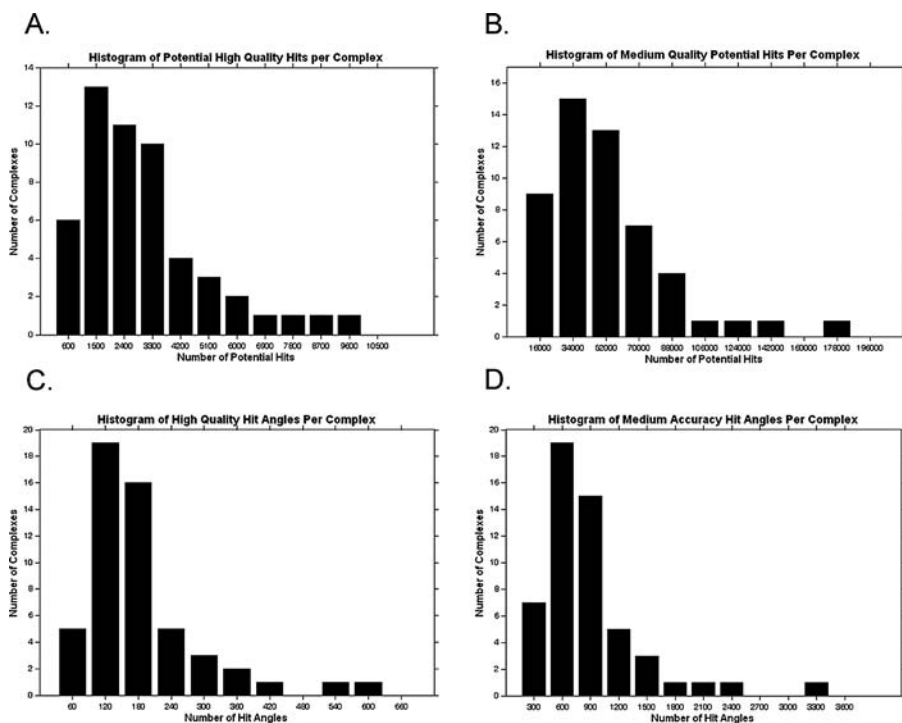 A.
Histogram of Potential High Quality Hits per Complex
14
12
10
8
6
4
2
0
Number of Complexes
600 1500 2400 3300 4200 5100 6000 6900 7800 8700 9600 10500
Number of Potential Hits
B.
Histogram of Medium Quality Potential Hits Per Complex
16
14
12
10
8
6
4
2
0
Number of Complexes
16000 34000 52000 70000 88000 106000 124000 142000 160000 178000 196000
Number of Potential Hits
C.
Histogram of High Quality Hit Angles Per Complex
20
18
16
14
12
10
8
6
4
2
0
Number of Complexes
60 120 180 240 300 360 420 480 540 600 660
Number of Hit Angles
D.
Histogram of Medium Accuracy Hit Angles Per Complex
20
18
16
14
12
10
8
6
4
2
0
Number of Complexes
300 600 900 1200 1500 1800 2100 2400 2700 3000 3300 3600
Number of Hit Angles